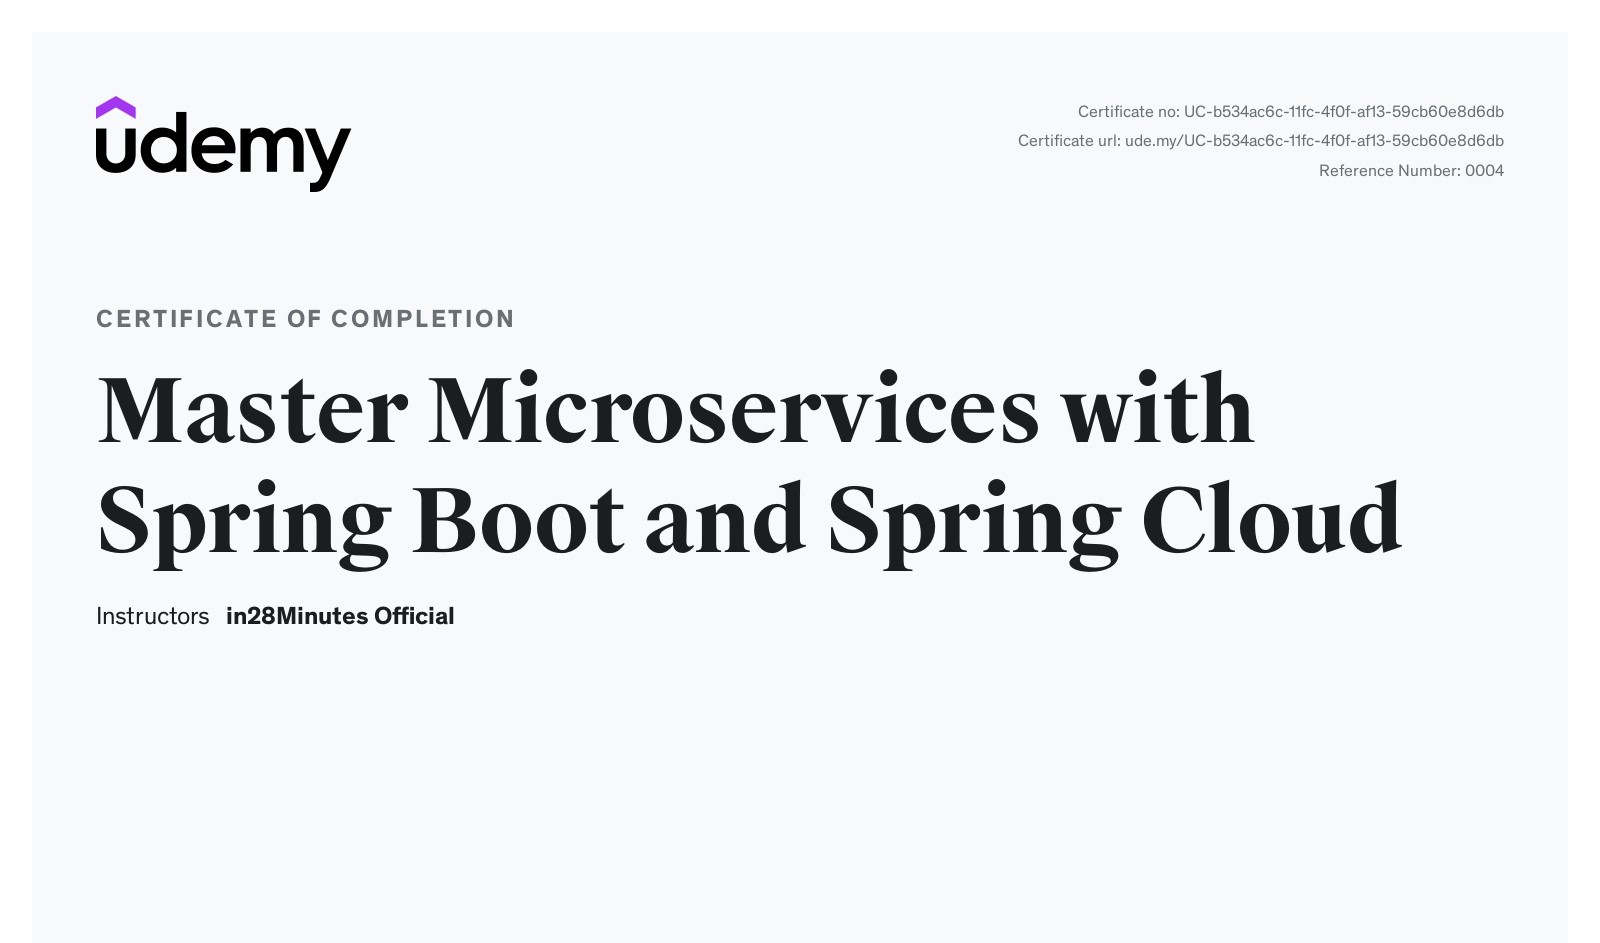 udemy
Certificate no: UC-b534ac6c-11fc-4f0f-af13-59cb60e8d6db
Certificate url: ude.my/UC-b534ac6c-11fc-4f0f-af13-59cb60e8d6db
Reference Number: 0004
CERTIFICATE OF COMPLETION
Master Microservices with
Spring Boot and Spring Cloud
Instructors in28Minutes Official